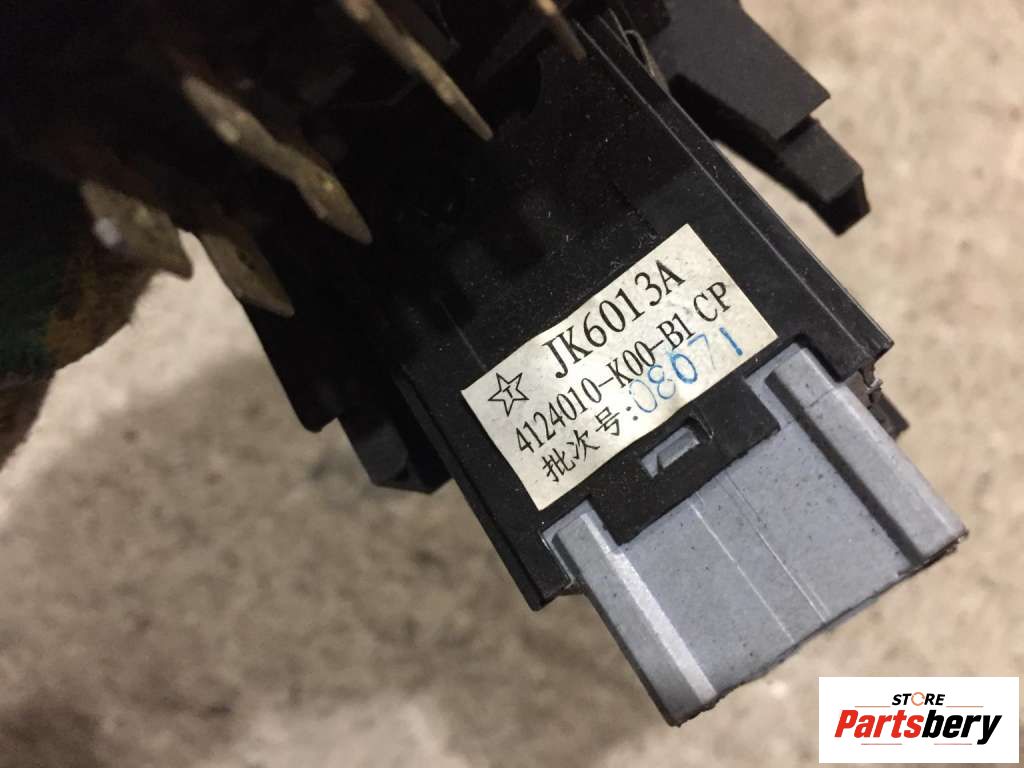 JK6013A
4124010-K00-B1 CP
批次号:08071
STORE
Partsbery